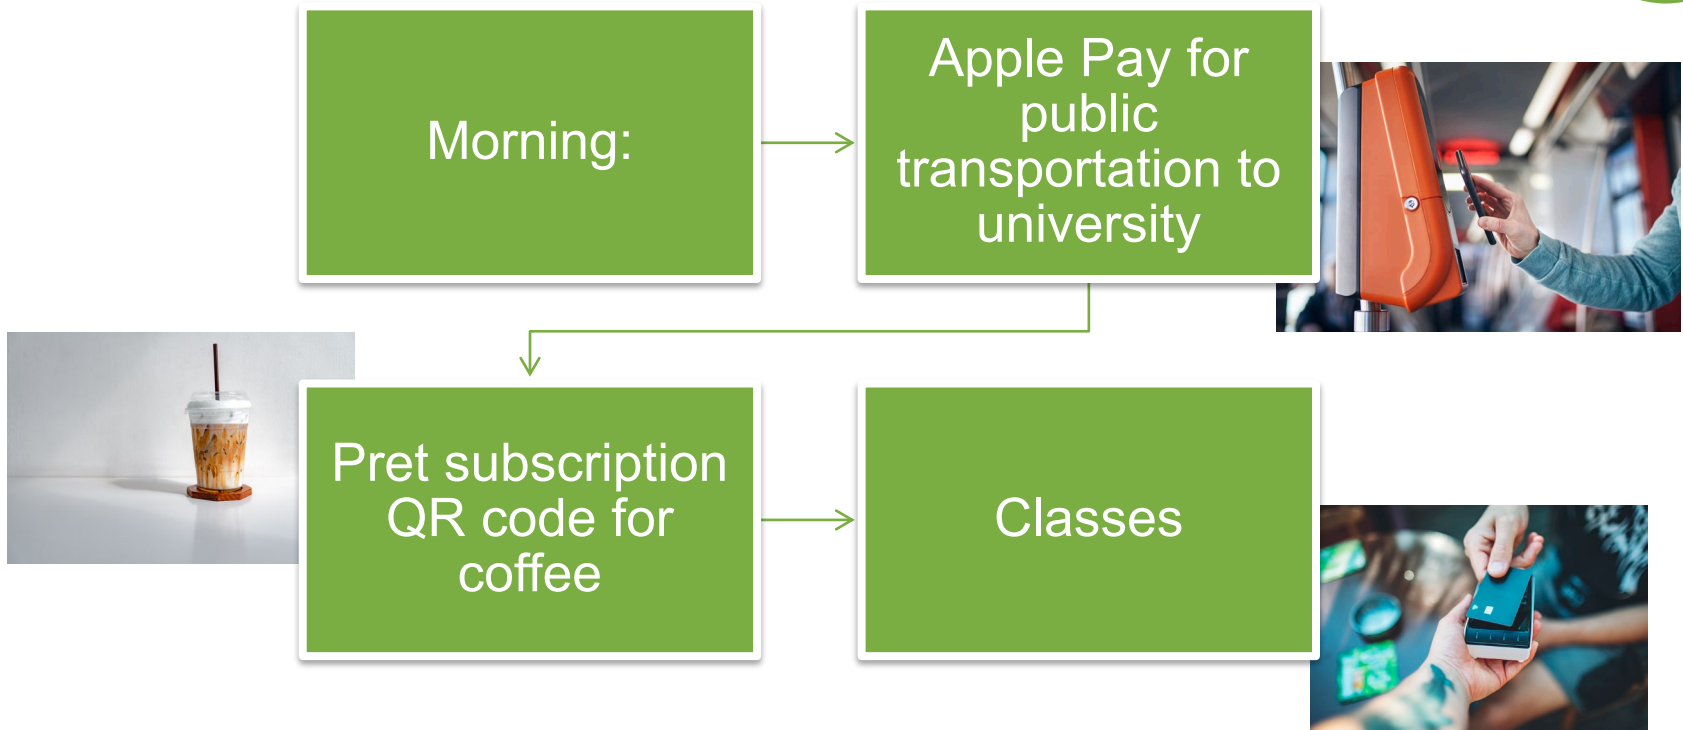 Morning:
Apple Pay for
public
transportation to
university
Pret subscription
QR code for
coffee
Classes